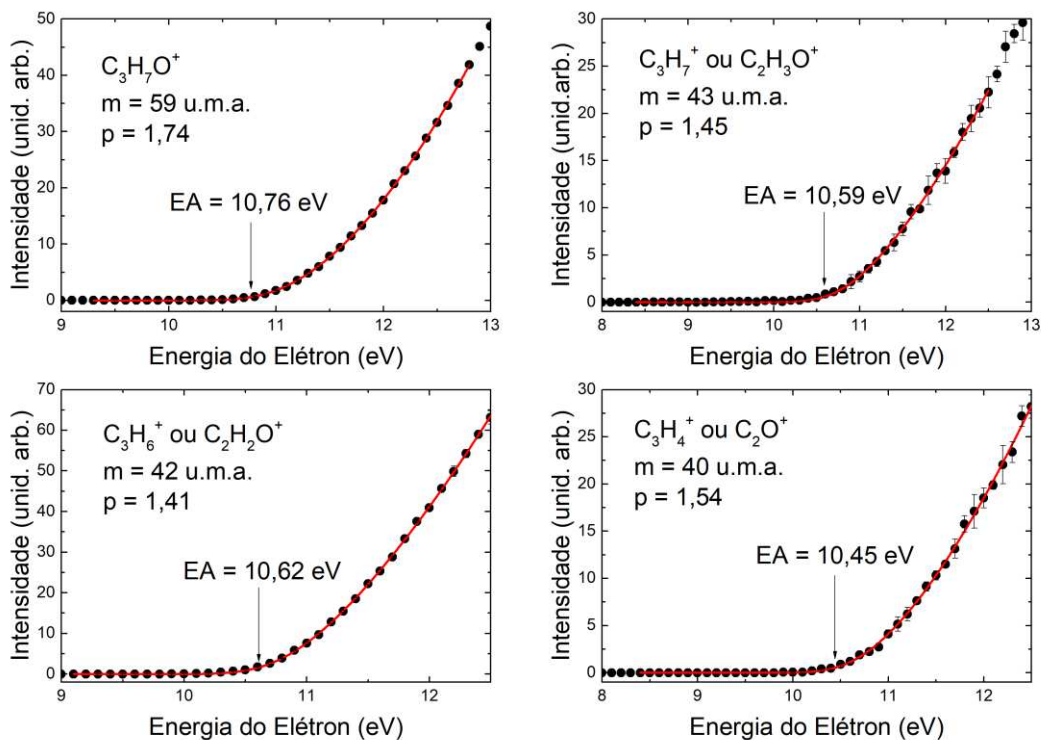 C₃H₇O⁺
m = 59 u.m.a.
p = 1,74
EA = 10,76 eV
Intensidade (unid. arb.)
50
40
30
20
10
0
9 10 11 12 13
Energia do Elétron (eV)
C₃H₇⁺ ou C₂H₃O⁺
m = 43 u.m.a.
p = 1,45
EA = 10,59 eV
Intensidade (unid.arb.)
30
25
20
15
10
5
0
8 9 10 11 12 13
Energia do Elétron (eV)
C₃H₆⁺ ou C₂H₂O⁺
m = 42 u.m.a.
p = 1,41
EA = 10,62 eV
Intensidade (unid. arb.)
70
60
50
40
30
20
10
0
9 10 11 12
Energia do Elétron (eV)
C₃H₄⁺ ou C₂O⁺
m = 40 u.m.a.
p = 1,54
EA = 10,45 eV
Intensidade (unid. arb.)
30
25
20
15
10
5
0
8 9 10 11 12
Energia do Elétron (eV)